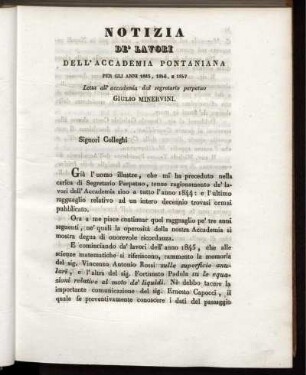 NOTIZIA
DE' LAVORI
DELL'ACCADEMIA PONTANIANA
PER GLI ANNI 1845, 1846, e 1847
Letta all'accademia dal segretario perpetuo
GIULIO MINERVINI.
Signori Colleghi
Già l'uomo illustre, che mi ha preceduto nella
carica di Segretario Perpetuo, tenne ragionamento de' la-
vori dell'Accademia sino a tutto l'anno 1844: e l'ultimo
ragguaglio relativo ad un intero decennio trovasi ormai
pubblicato.
Ora a me piace riassumer quel ragguaglio pe' tre anni
seguenti, ne' quali la operosità della nostra Accademia si
mostra degna di onorevole ricordanza.
E cominciando da' lavori dell'anno 1845, che alle
scienze matematiche si riferiscono, rammento la memoria
del sig. Vincenzo Antonio Rossi sulle superficie anu-
lari, e l'altra del sig. Fortunato Padula su le equa-
zioni relative al moto de' liquidi. Nè debbo tacere la
importante comunicazione del sig. Ernesto Capocci, il
quale fe preventivamente conoscere i dati del passaggio